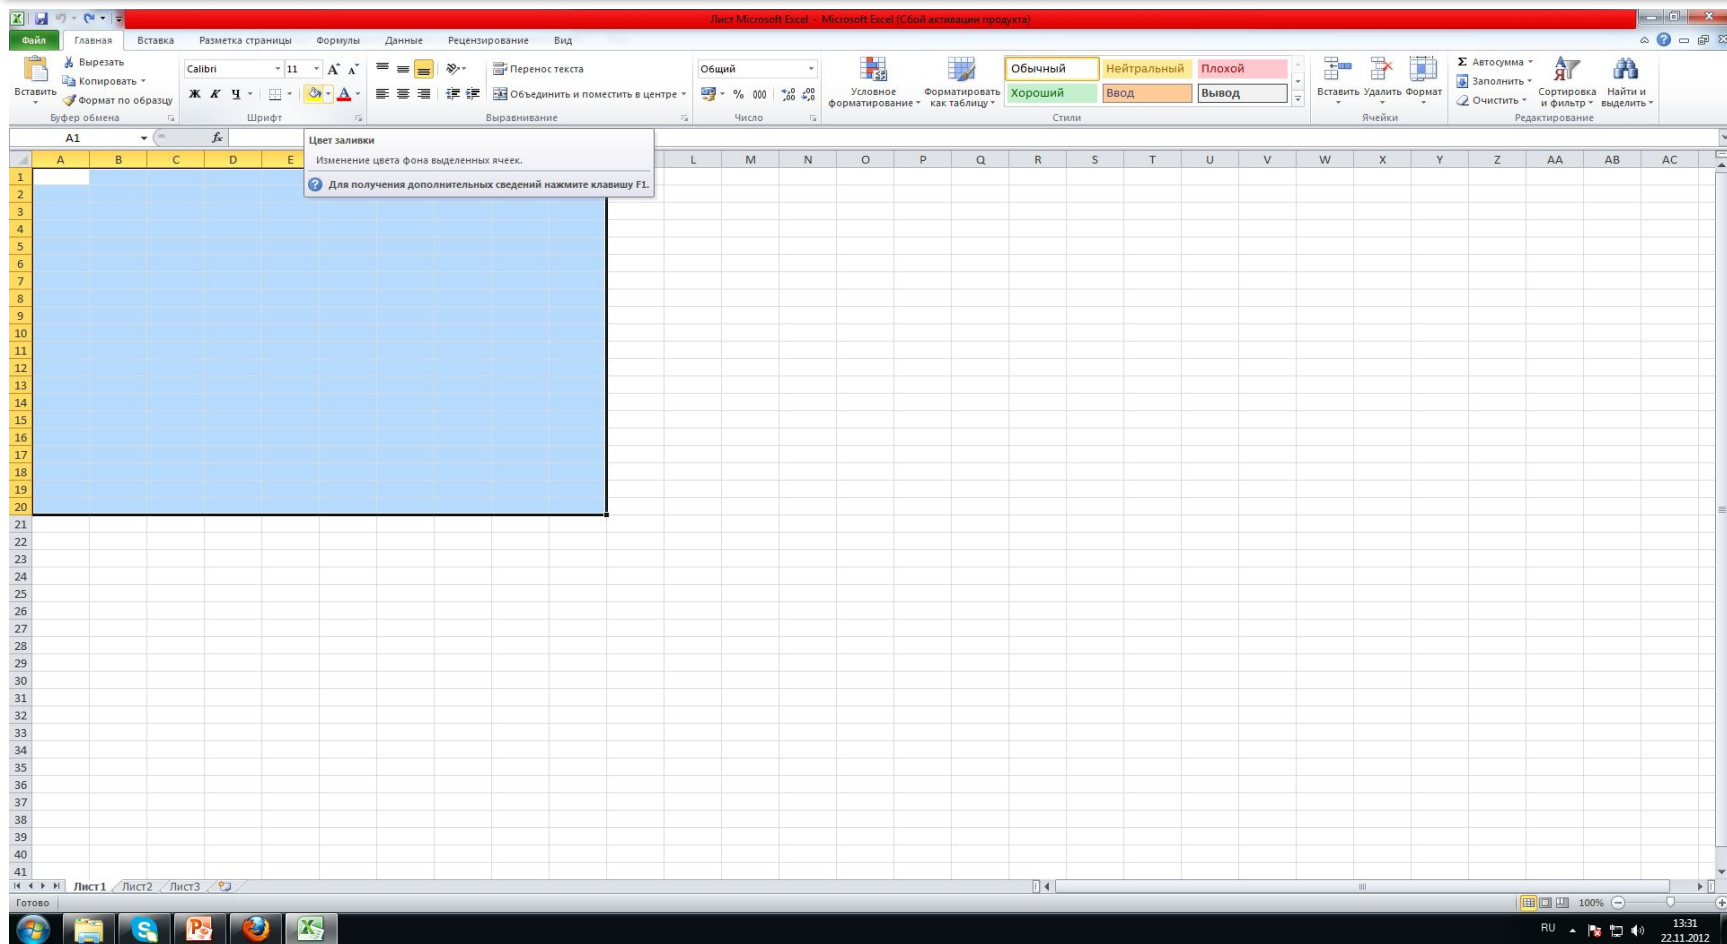 Лист Microsoft Excel - Microsoft Excel (Сбой активации продукта)
Файл Главная Вставка Разметка страницы Формулы Данные Рецензирование Вид
Вставить
Вырезать
Копировать
Формат по образцу
Буфер обмена
Calibri 11
Ж К Ч
Шрифт
Перенос текста
Объединить и поместить в центре
Выравнивание
Общий
% 000
Число
Условное форматирование
Форматировать как таблицу
Обычный Нейтральный Плохой
Хороший Ввод Вывод
Стили
Вставить Удалить Формат
Ячейки
Σ Автосумма
Заполнить
Очистить
Сортировка и фильтр
Найти и выделить
Редактирование
A1 fx
Цвет заливки
Изменение цвета фона выделенных ячеек.
Для получения дополнительных сведений нажмите клавишу F1.
A B C D E L M N O P Q R S T U V W X Y Z AA AB AC
1
2
3
4
5
6
7
8
9
10
11
12
13
14
15
16
17
18
19
20
21
22
23
24
25
26
27
28
29
30
31
32
33
34
35
36
37
38
39
40
41
Лист1 Лист2 Лист3
Готово 100%
RU 13:31
22.11.2012